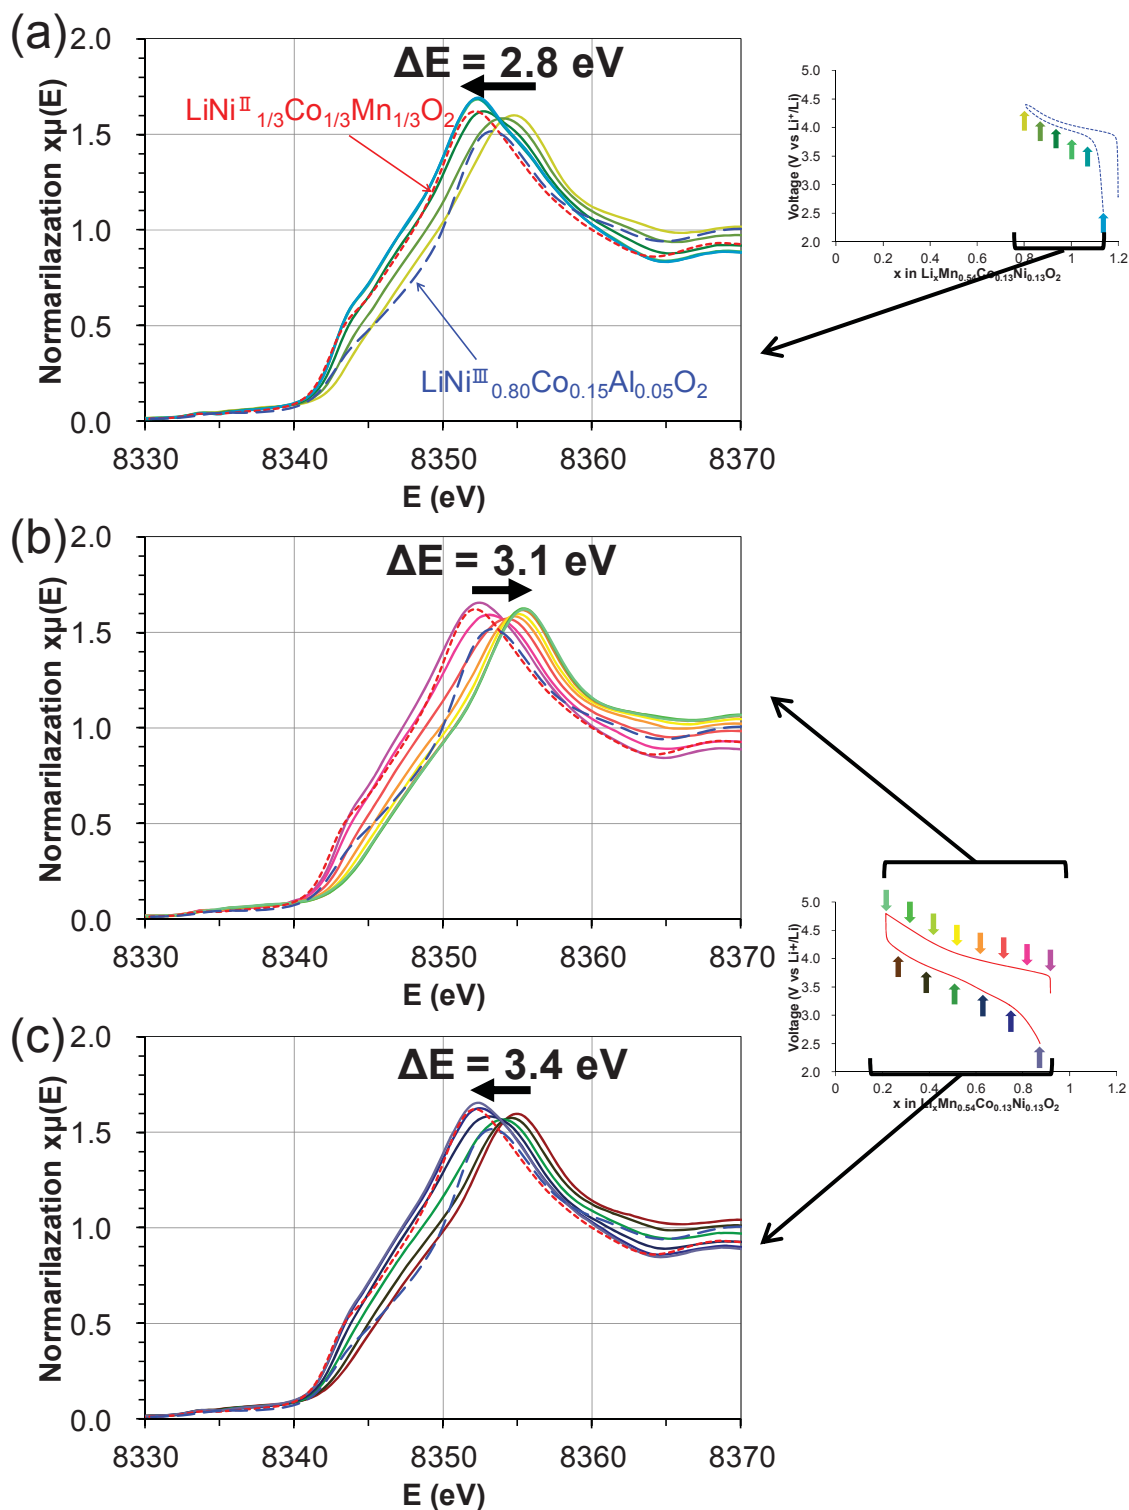 (a)
ΔE = 2.8 eV
LiNiᴵᴵ₁/₃Co₁/₃Mn₁/₃O₂
LiNiᴵᴵᴵ₀.₈₀Co₀.₁₅Al₀.₀₅O₂
Normarilazation xμ(E)
2.0
1.5
1.0
0.5
0.0
8330 8340 8350 8360 8370
E (eV)
Voltage (V vs Li⁺/Li)
5.0
4.5
4.0
3.5
3.0
2.5
2.0
0 0.2 0.4 0.6 0.8 1 1.2
x in LiₓMn₀.₅₄Co₀.₁₃Ni₀.₁₃O₂
(b)
ΔE = 3.1 eV
Normarilazation xμ(E)
2.0
1.5
1.0
0.5
0.0
8330 8340 8350 8360 8370
E (eV)
Voltage (V vs Li+/Li)
5.0
4.5
4.0
3.5
3.0
2.5
2.0
0 0.2 0.4 0.6 0.8 1 1.2
x in LiₓMn₀.₅₄Co₀.₁₃Ni₀.₁₃O₂
(c)
ΔE = 3.4 eV
Normarilazation xμ(E)
2.0
1.5
1.0
0.5
0.0
8330 8340 8350 8360 8370
E (eV)